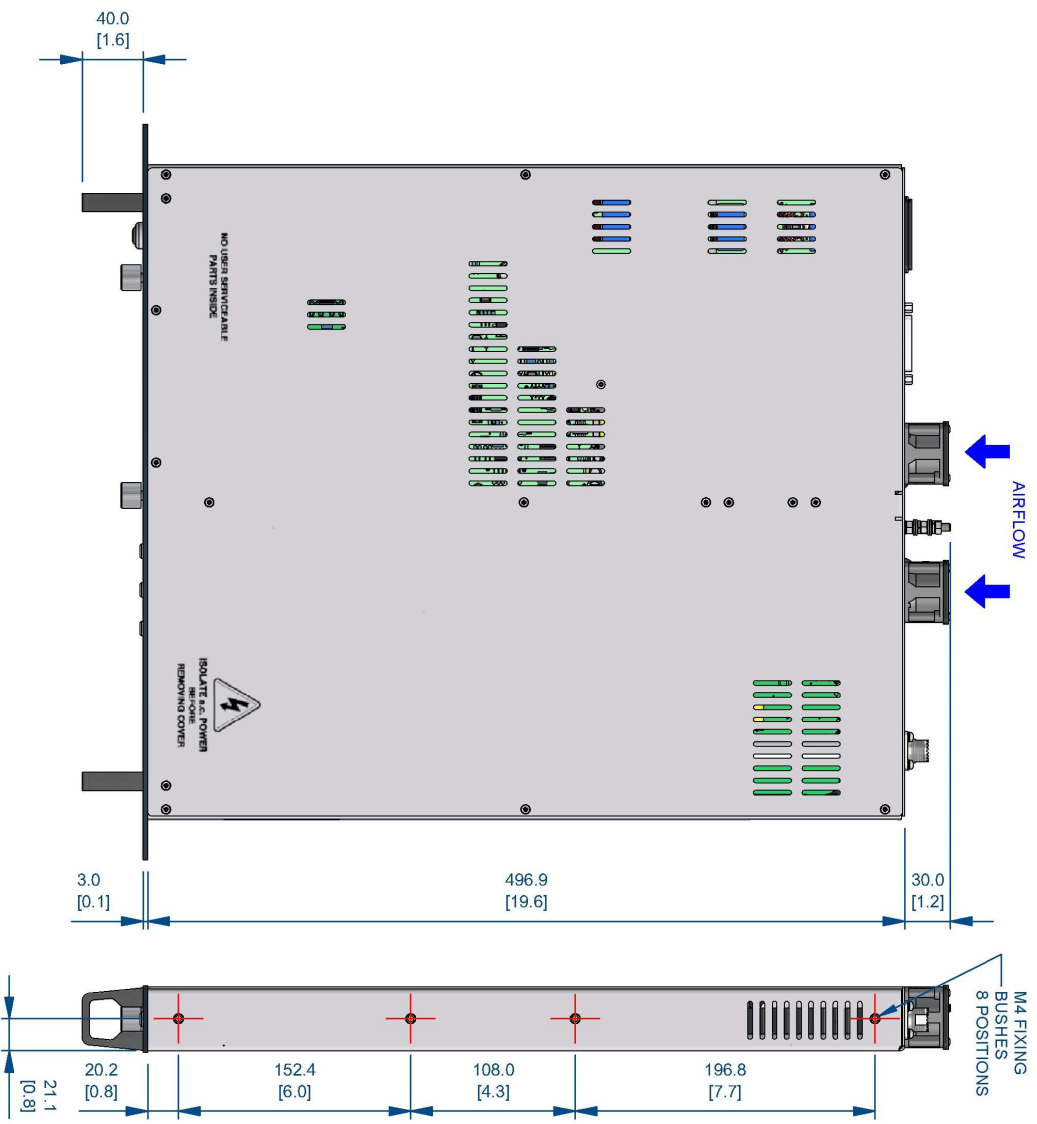 40.0
[1.6]
NO USER SERVICEABLE
PARTS INSIDE
AIRFLOW
ISOLATE a.c. POWER
BEFORE
REMOVING COVER
3.0
[0.1]
496.9
[19.6]
30.0
[1.2]
M4 FIXING
BUSHES
8 POSITIONS
20.2
[0.8]
21.1
[0.8]
152.4
[6.0]
108.0
[4.3]
196.8
[7.7]